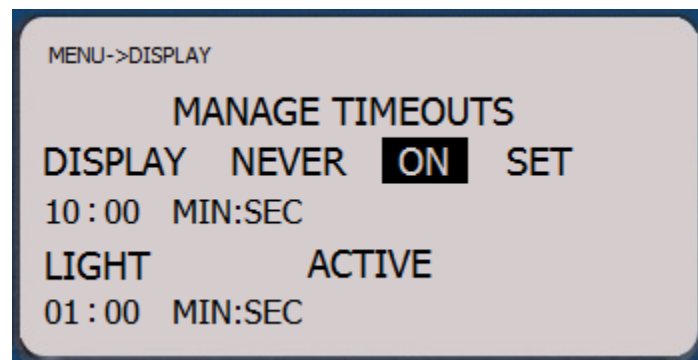 MENU->DISPLAY
MANAGE TIMEOUTS
DISPLAY NEVER ON SET
10:00 MIN:SEC
LIGHT ACTIVE
01:00 MIN:SEC